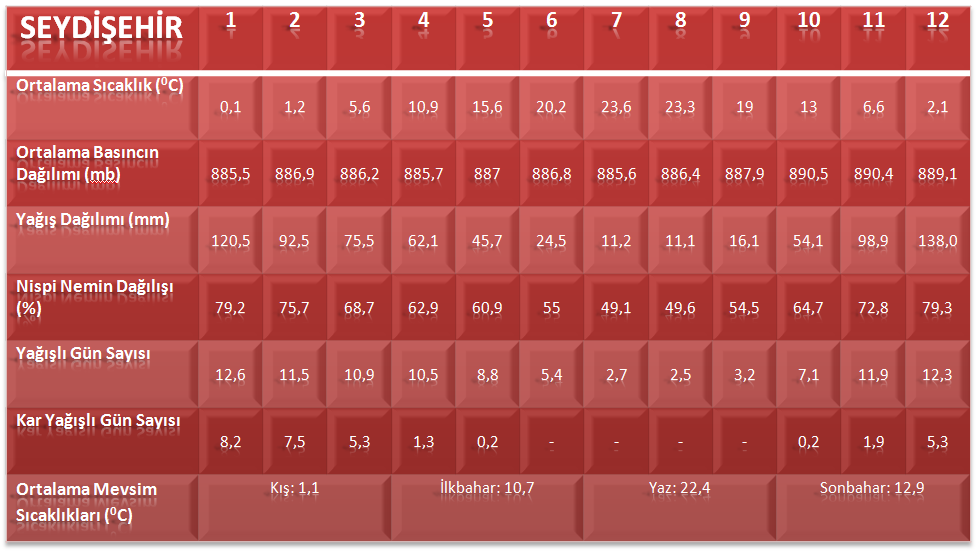 SEYDİŞEHİR 1 2 3 4 5 6 7 8 9 10 11 12
Ortalama Sıcaklık (⁰C) 0,1 1,2 5,6 10,9 15,6 20,2 23,6 23,3 19 13 6,6 2,1
Ortalama Basıncın
Dağılımı (mb) 885,5 886,9 886,2 885,7 887 886,8 885,6 886,4 887,9 890,5 890,4 889,1
Yağış Dağılımı (mm) 120,5 92,5 75,5 62,1 45,7 24,5 11,2 11,1 16,1 54,1 98,9 138,0
Nispi Nemin Dağılışı
(%) 79,2 75,7 68,7 62,9 60,9 55 49,1 49,6 54,5 64,7 72,8 79,3
Yağışlı Gün Sayısı 12,6 11,5 10,9 10,5 8,8 5,4 2,7 2,5 3,2 7,1 11,9 12,3
Kar Yağışlı Gün Sayısı 8,2 7,5 5,3 1,3 0,2 - - - - 0,2 1,9 5,3
Ortalama Mevsim Kış: 1,1 İlkbahar: 10,7 Yaz: 22,4 Sonbahar: 12,9
Sıcaklıkları (⁰C)